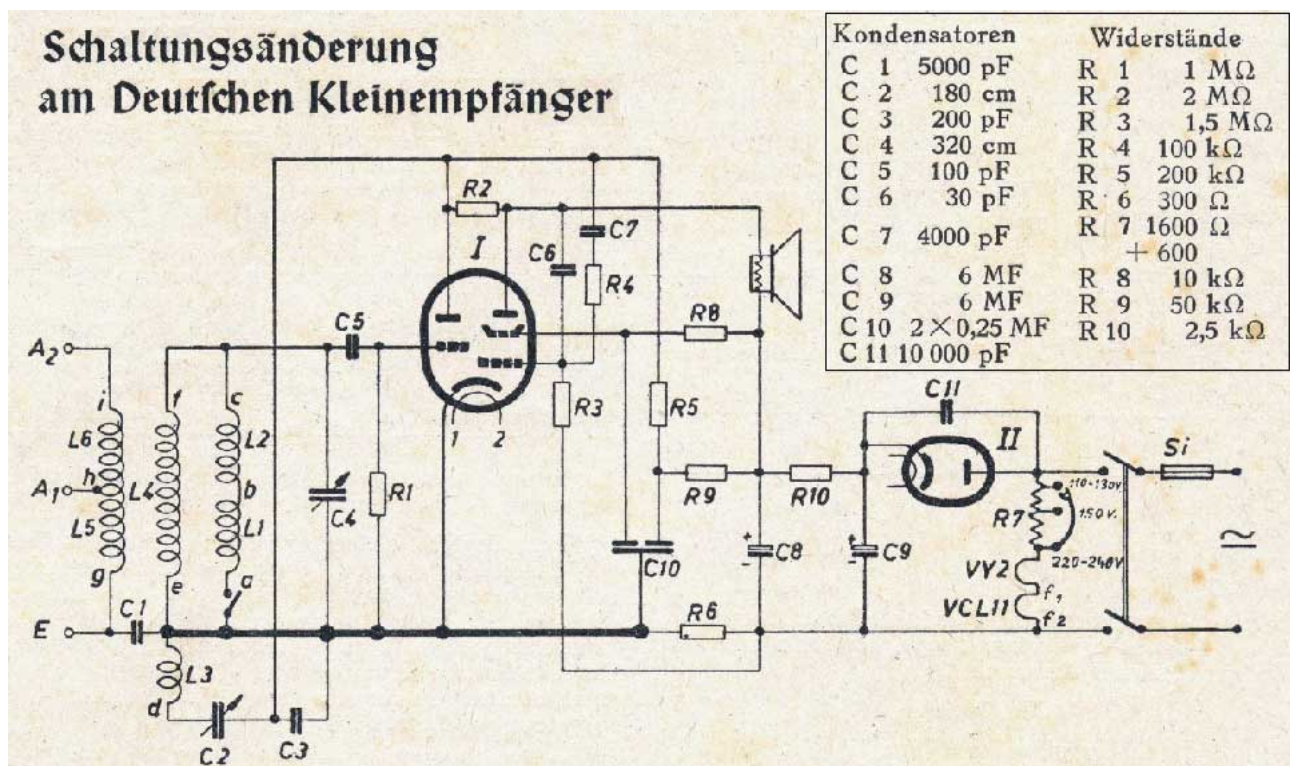 Schaltungsänderung
am Deutschen Kleinempfänger
Kondensatoren
C 1 5000 pF
C 2 180 cm
C 3 200 pF
C 4 320 cm
C 5 100 pF
C 6 30 pF
C 7 4000 pF
C 8 6 MF
C 9 6 MF
C 10 2×0,25 MF
C 11 10 000 pF
Widerstände
R 1 1 MΩ
R 2 2 MΩ
R 3 1,5 MΩ
R 4 100 kΩ
R 5 200 kΩ
R 6 300 Ω
R 7 1600 Ω
+ 600
R 8 10 kΩ
R 9 50 kΩ
R 10 2,5 kΩ
R2
I
C6
C7
R4
C5
R8
A2
i
f
c
L6
L2
h
L4
b
A1
L5
L1
g
e
a
C4
R1
1
2
R3
R5
R9
R10
C11
II
Si
110-130V.
R7
150V.
220-240V
C10
+
-
C8
+
-
C9
VY2
f1
VCL11
f2
E
C1
R6
L3
d
C2
C3